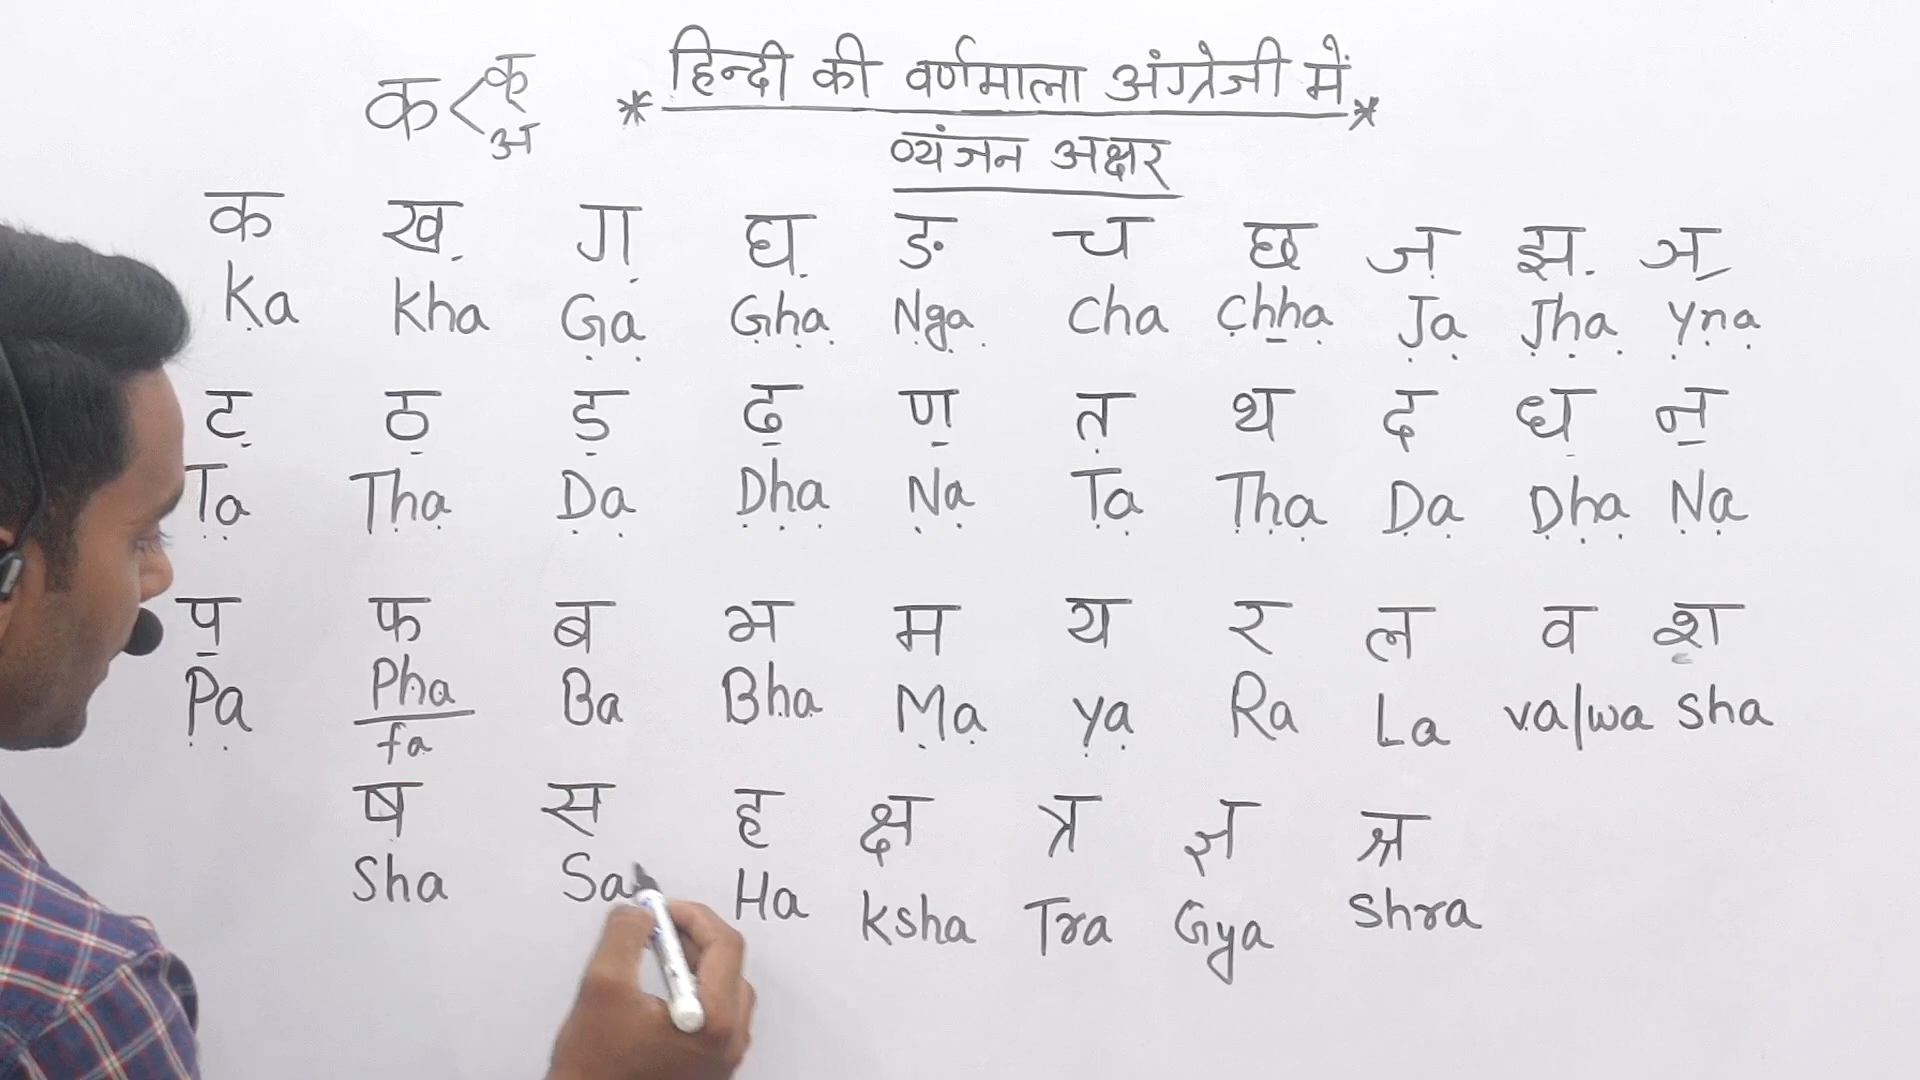 क < क् अ
* हिन्दी की वर्णमाला अंग्रेजी में *
व्यंजन अक्षर
क ख ग घ ङ च छ ज झ ञ
Ka Kha Ga Gha Nga Cha Chha Ja Jha Yna
ट ठ ड ढ ण त थ द ध न
Ta Tha Da Dha Na Ta Tha Da Dha Na
प फ ब भ म य र ल व श
Pa Pha Ba Bha Ma Ya Ra La va/wa Sha
fa
ष स ह क्ष त्र ज्ञ श्र
Sha Sa Ha Ksha Tra Gya Shra